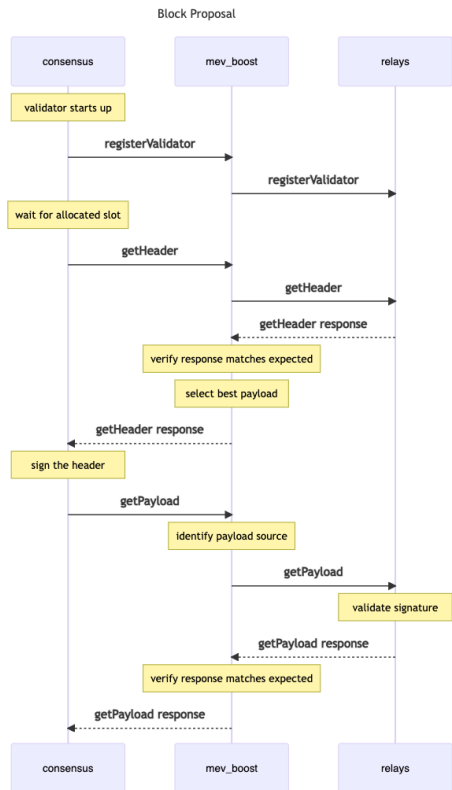 Block Proposal
consensus mev_boost relays
validator starts up
registerValidator
registerValidator
wait for allocated slot
getHeader
getHeader
getHeader response
verify response matches expected
select best payload
getHeader response
sign the header
getPayload
identify payload source
getPayload
validate signature
getPayload response
verify response matches expected
getPayload response
consensus mev_boost relays